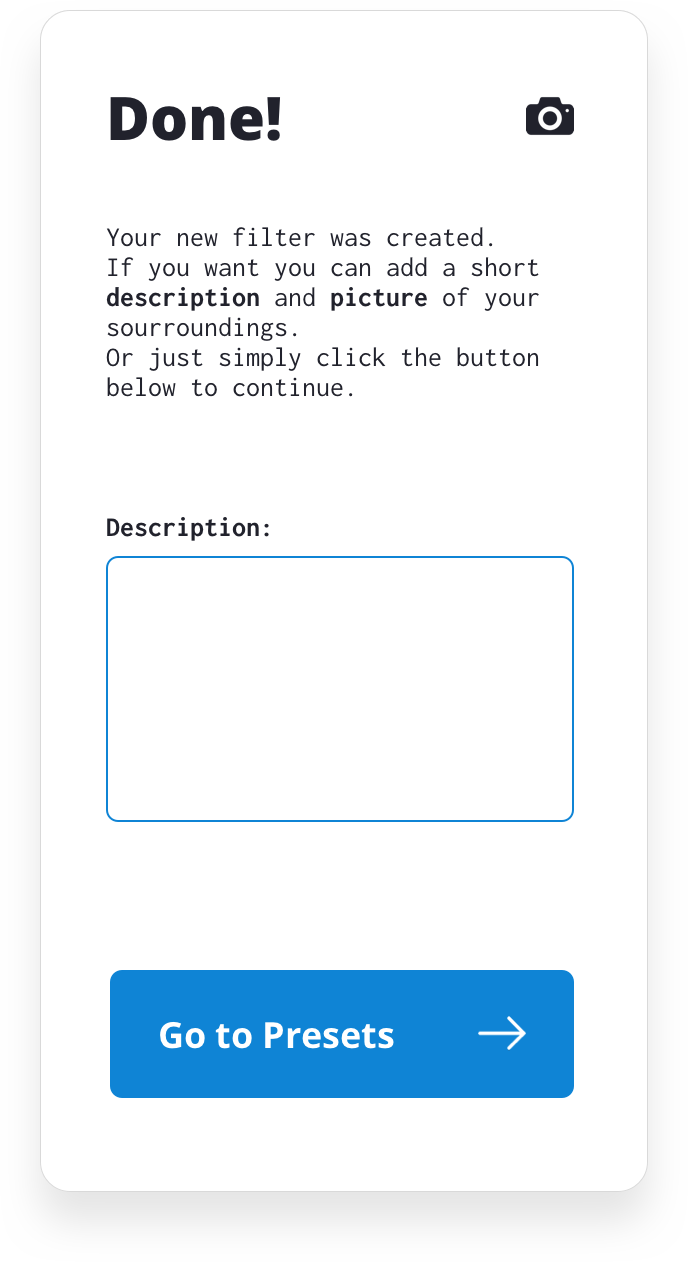 Done!
Your new filter was created.
If you want you can add a short
description and picture of your
sourroundings.
Or just simply click the button
below to continue.
Description:
Go to Presets